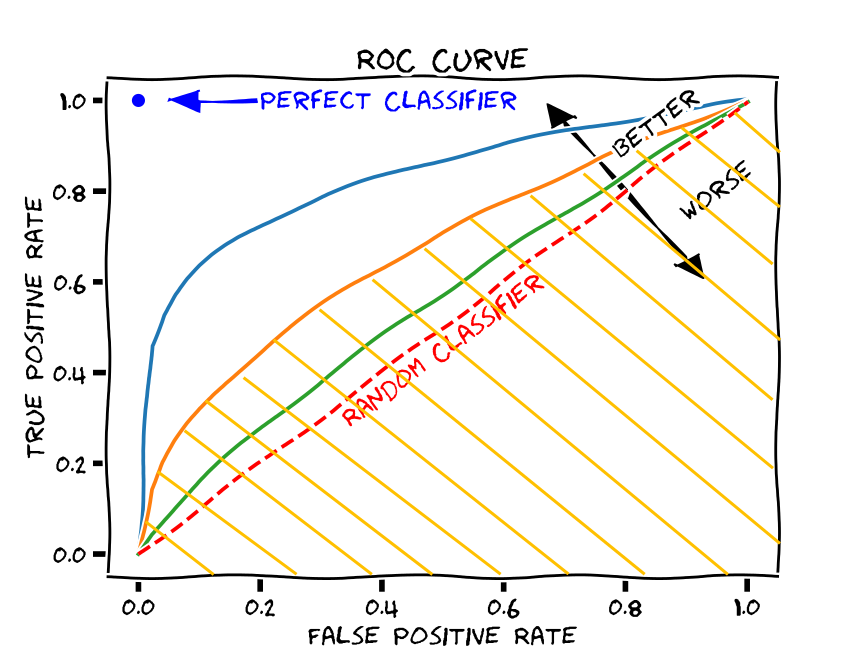 ROC CURVE
PERFECT CLASSIFIER
BETTER
WORSE
RANDOM CLASSIFIER
TRUE POSITIVE RATE
1.0
0.8
0.6
0.4
0.2
0.0
0.0 0.2 0.4 0.6 0.8 1.0
FALSE POSITIVE RATE